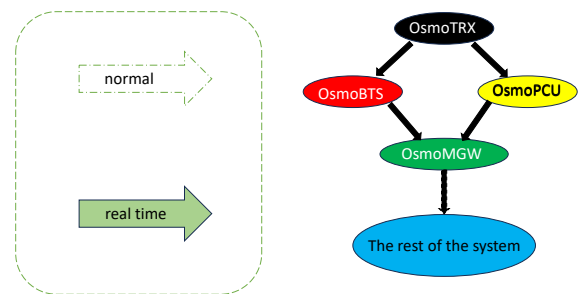 OsmoTRX
normal
OsmoBTS
OsmoPCU
OsmoMGW
real time
The rest of the system